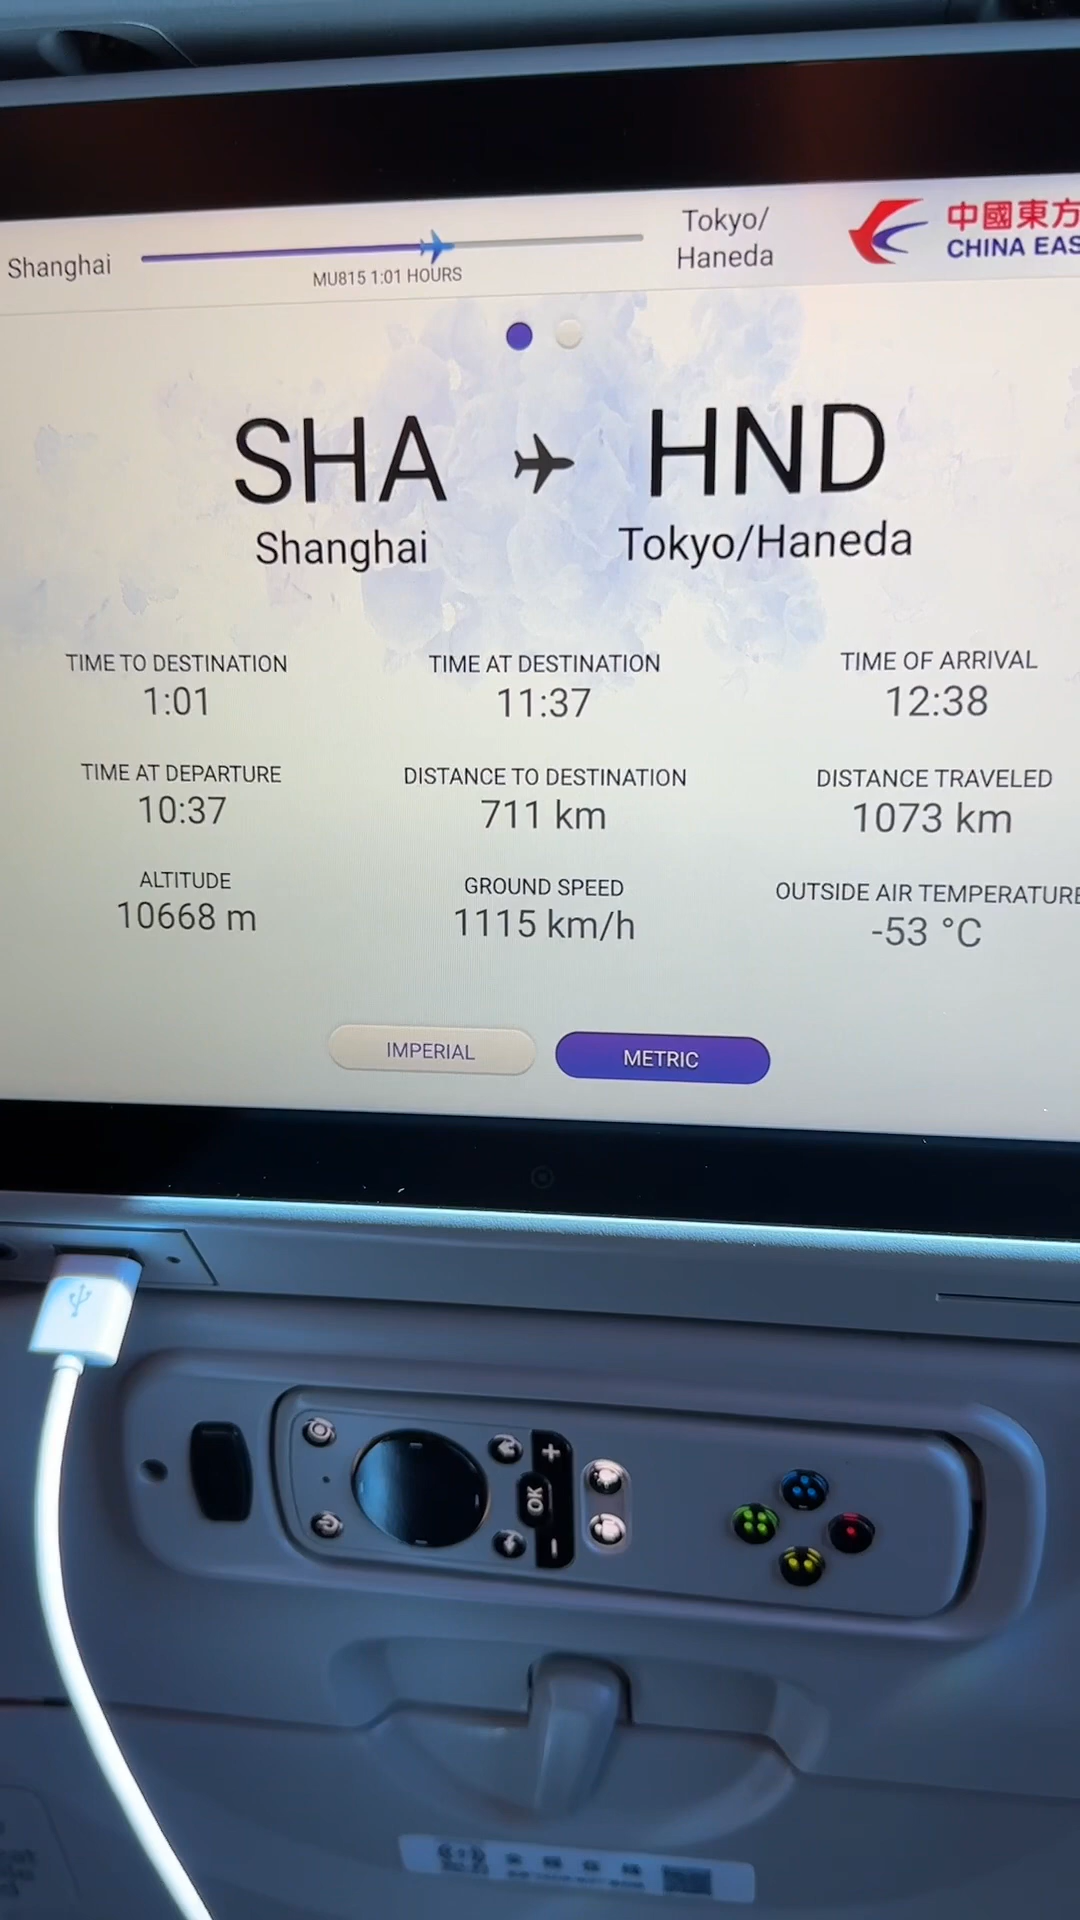 Shanghai
MU815 1:01 HOURS
Tokyo/
Haneda
中國東方
CHINA EAS
SHA
HND
Shanghai
Tokyo/Haneda
TIME TO DESTINATION
1:01
TIME AT DESTINATION
11:37
TIME OF ARRIVAL
12:38
TIME AT DEPARTURE
10:37
DISTANCE TO DESTINATION
711 km
DISTANCE TRAVELED
1073 km
ALTITUDE
10668 m
GROUND SPEED
1115 km/h
OUTSIDE AIR TEMPERATURE
-53 °C
IMPERIAL
METRIC
+
OK
-